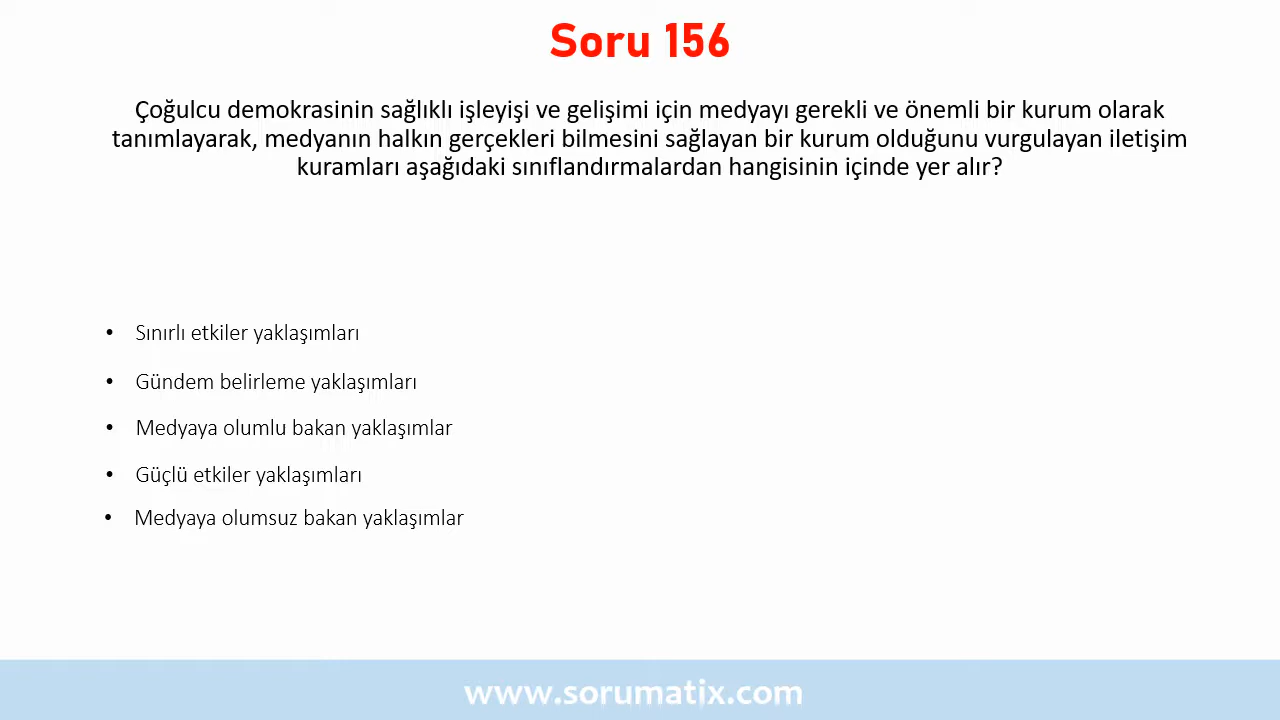 Soru 156
Çoğulcu demokrasinin sağlıklı işleyişi ve gelişimi için medyayı gerekli ve önemli bir kurum olarak
tanımlayarak, medyanın halkın gerçekleri bilmesini sağlayan bir kurum olduğunu vurgulayan iletişim
kuramları aşağıdaki sınıflandırmalardan hangisinin içinde yer alır?
• Sınırlı etkiler yaklaşımları
• Gündem belirleme yaklaşımları
• Medyaya olumlu bakan yaklaşımlar
• Güçlü etkiler yaklaşımları
• Medyaya olumsuz bakan yaklaşımlar
www.sorumatix.com